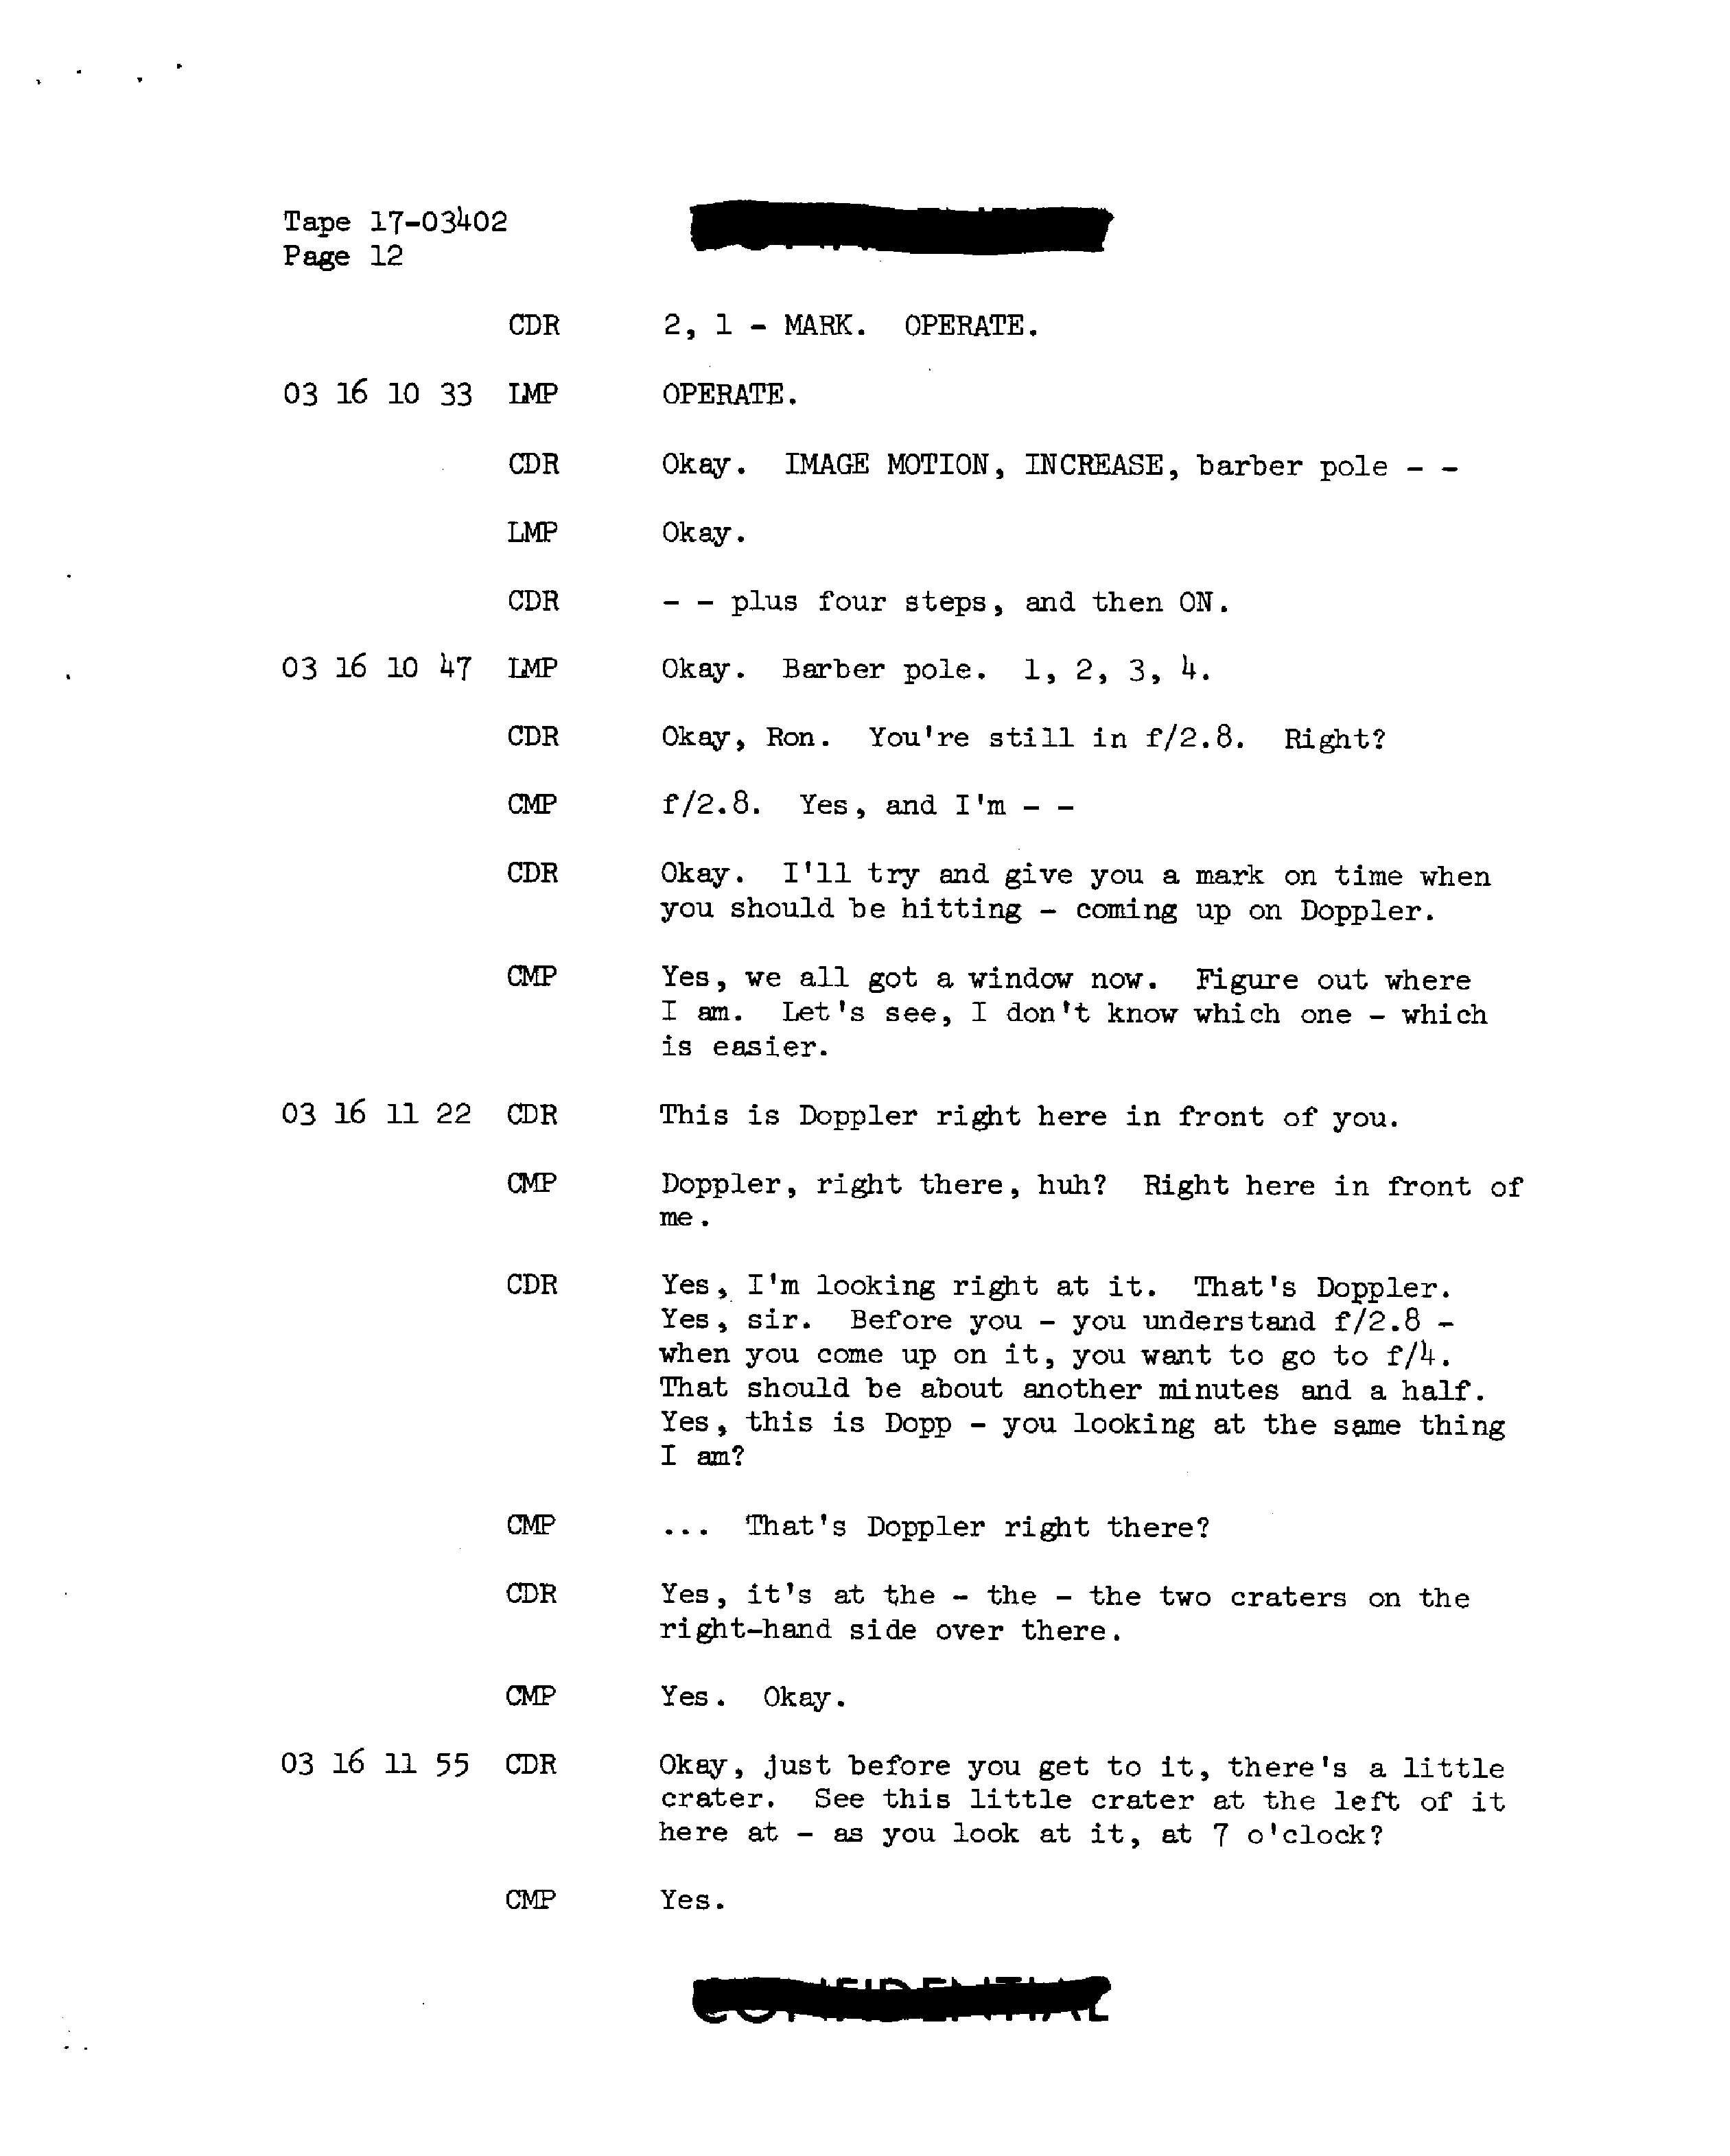 Tape 17-03402
Page 12
CDR 2, 1 - MARK. OPERATE.
03 16 10 33 LMP OPERATE.
CDR Okay. IMAGE MOTION, INCREASE, barber pole - -
LMP Okay.
CDR - - plus four steps, and then ON.
03 16 10 47 LMP Okay. Barber pole. 1, 2, 3, 4.
CDR Okay, Ron. You're still in f/2.8. Right?
CMP f/2.8. Yes, and I'm - -
CDR Okay. I'll try and give you a mark on time when
you should be hitting - coming up on Doppler.
CMP Yes, we all got a window now. Figure out where
I am. Let's see, I don't know which one - which
is easier.
03 16 11 22 CDR This is Doppler right here in front of you.
CMP Doppler, right there, huh? Right here in front of
me.
CDR Yes, I'm looking right at it. That's Doppler.
Yes, sir. Before you - you understand f/2.8 -
when you come up on it, you want to go to f/4.
That should be about another minutes and a half.
Yes, this is Dopp - you looking at the same thing
I am?
CMP ... That's Doppler right there?
CDR Yes, it's at the - the - the two craters on the
right-hand side over there.
CMP Yes. Okay.
03 16 11 55 CDR Okay, just before you get to it, there's a little
crater. See this little crater at the left of it
here at - as you look at it, at 7 o'clock?
CMP Yes.
CONFIDENTIAL